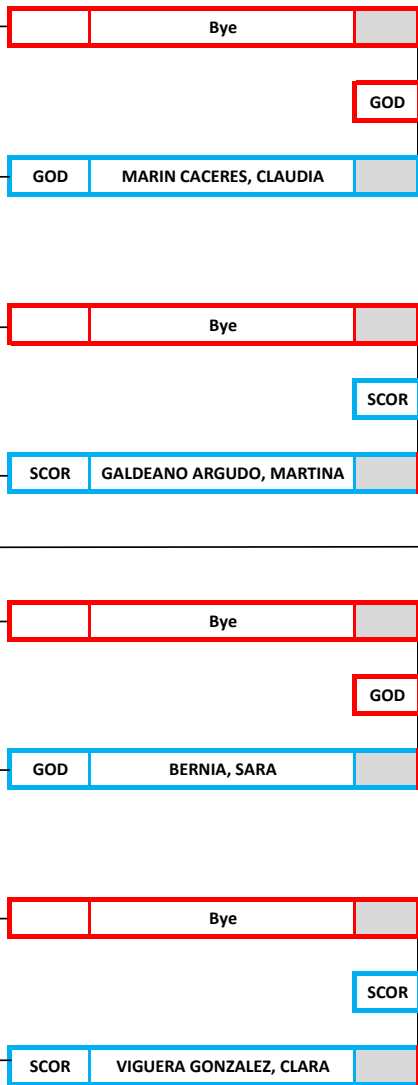 Bye
GOD
GOD MARIN CACERES, CLAUDIA
Bye
SCOR
SCOR GALDEANO ARGUDO, MARTINA
Bye
GOD
GOD BERNIA, SARA
Bye
SCOR
SCOR VIGUERA GONZALEZ, CLARA